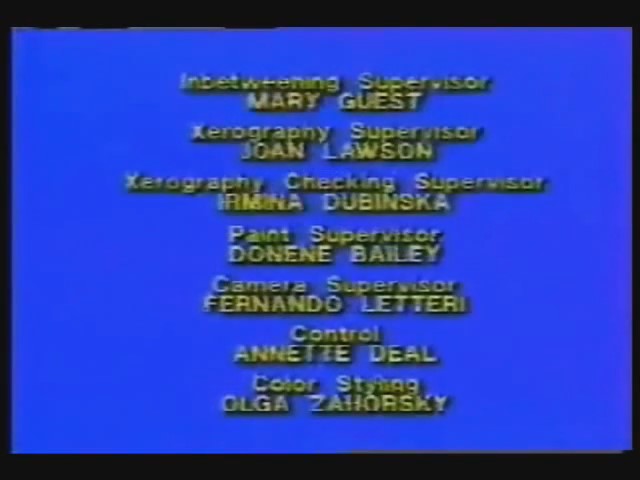 Inbetweening Supervisor
MARY GUEST
Xerography Supervisor
JOAN LAWSON
Xerography Checking Supervisor
IRMINA DUBINSKA
Paint Supervisor
DONENE BAILEY
Camera Supervisor
FERNANDO LETTERI
Control
ANNETTE DEAL
Color Styling
OLGA ZAHORSKY